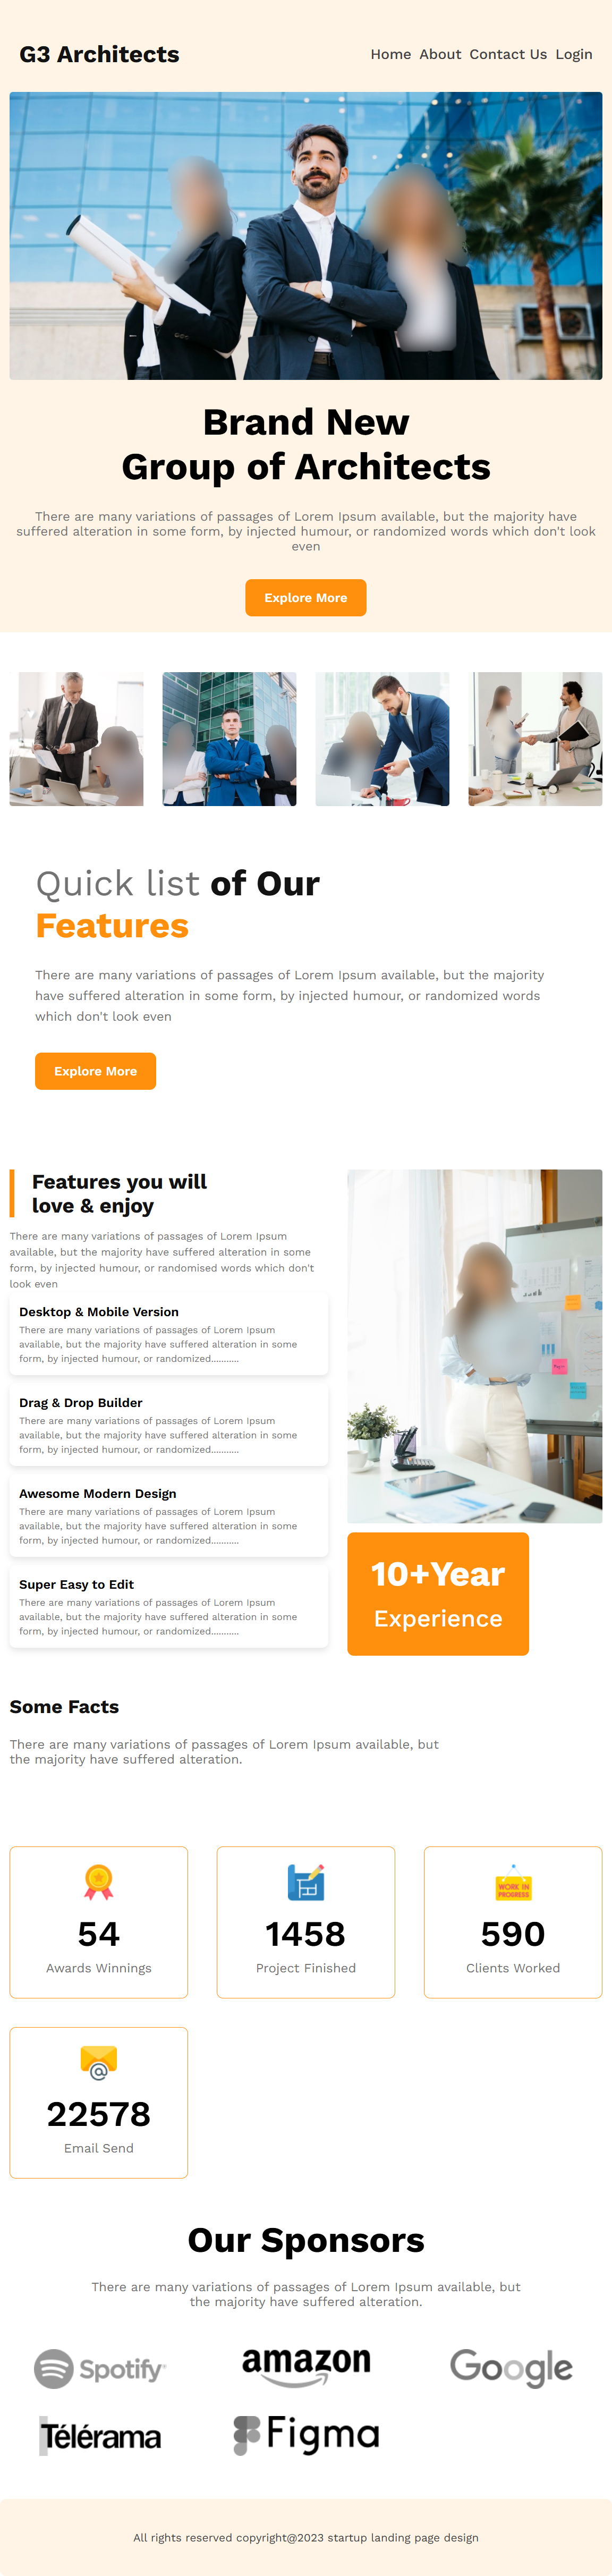 G3 Architects
Home About Contact Us Login
Brand New
Group of Architects
There are many variations of passages of Lorem Ipsum available, but the majority have
suffered alteration in some form, by injected humour, or randomized words which don't look
even
Explore More
Quick list of Our
Features
There are many variations of passages of Lorem Ipsum available, but the majority
have suffered alteration in some form, by injected humour, or randomized words
which don't look even
Explore More
Features you will
love & enjoy
There are many variations of passages of Lorem Ipsum
available, but the majority have suffered alteration in some
form, by injected humour, or randomised words which don't
look even
Desktop & Mobile Version
There are many variations of passages of Lorem Ipsum
available, but the majority have suffered alteration in some
form, by injected humour, or randomized...........
Drag & Drop Builder
There are many variations of passages of Lorem Ipsum
available, but the majority have suffered alteration in some
form, by injected humour, or randomized...........
Awesome Modern Design
There are many variations of passages of Lorem Ipsum
available, but the majority have suffered alteration in some
form, by injected humour, or randomized...........
Super Easy to Edit
There are many variations of passages of Lorem Ipsum
available, but the majority have suffered alteration in some
form, by injected humour, or randomized...........
10+Year
Experience
Some Facts
There are many variations of passages of Lorem Ipsum available, but
the majority have suffered alteration.
54
Awards Winnings
1458
Project Finished
WORK IN
PROGRESS
590
Clients Worked
22578
Email Send
Our Sponsors
There are many variations of passages of Lorem Ipsum available, but
the majority have suffered alteration.
Spotify
amazon
Google
Télérama
Figma
All rights reserved copyright@2023 startup landing page design